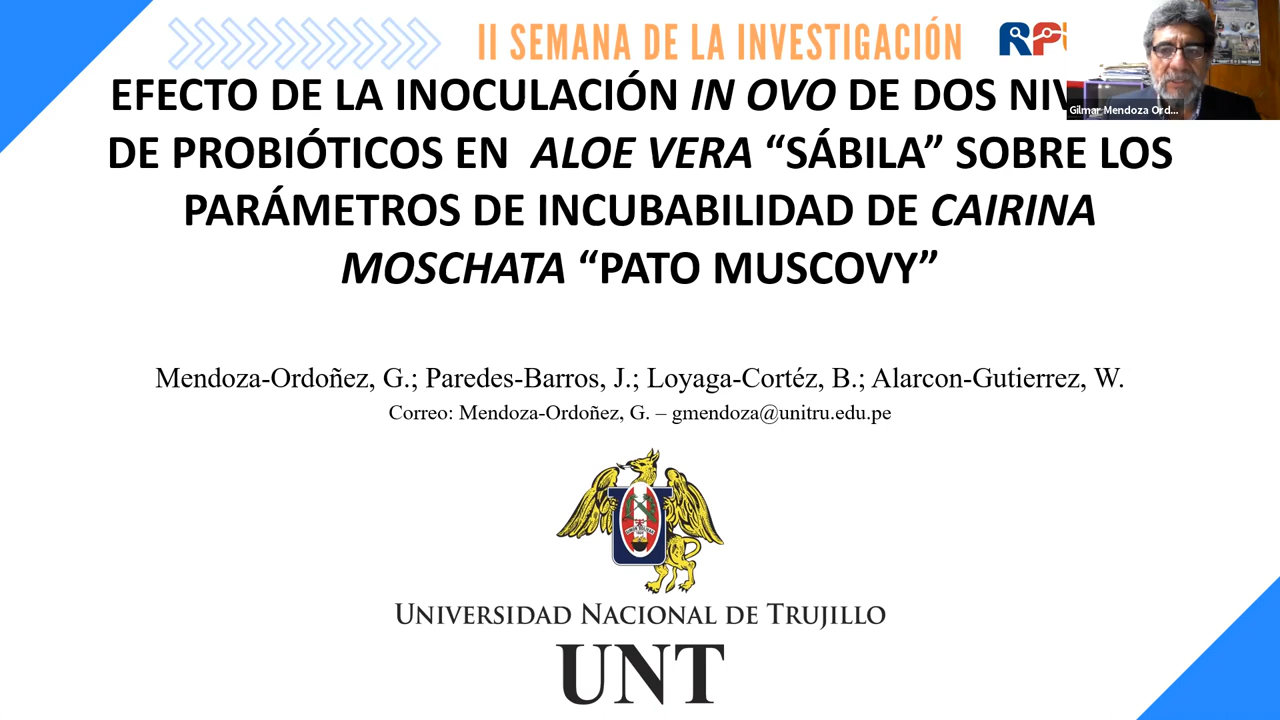 II SEMANA DE LA INVESTIGACIÓN
EFECTO DE LA INOCULACIÓN IN OVO DE DOS
DE PROBIÓTICOS EN ALOE VERA “SÁBILA” SOBRE LOS
PARÁMETROS DE INCUBABILIDAD DE CAIRINA
MOSCHATA “PATO MUSCOVY”
Gilmar Mendoza Ord...
Mendoza-Ordoñez, G.; Paredes-Barros, J.; Loyaga-Cortéz, B.; Alarcon-Gutierrez, W.
Correo: Mendoza-Ordoñez, G. – gmendoza@unitru.edu.pe
UNIVERSIDAD NACIONAL DE TRUJILLO
UNT